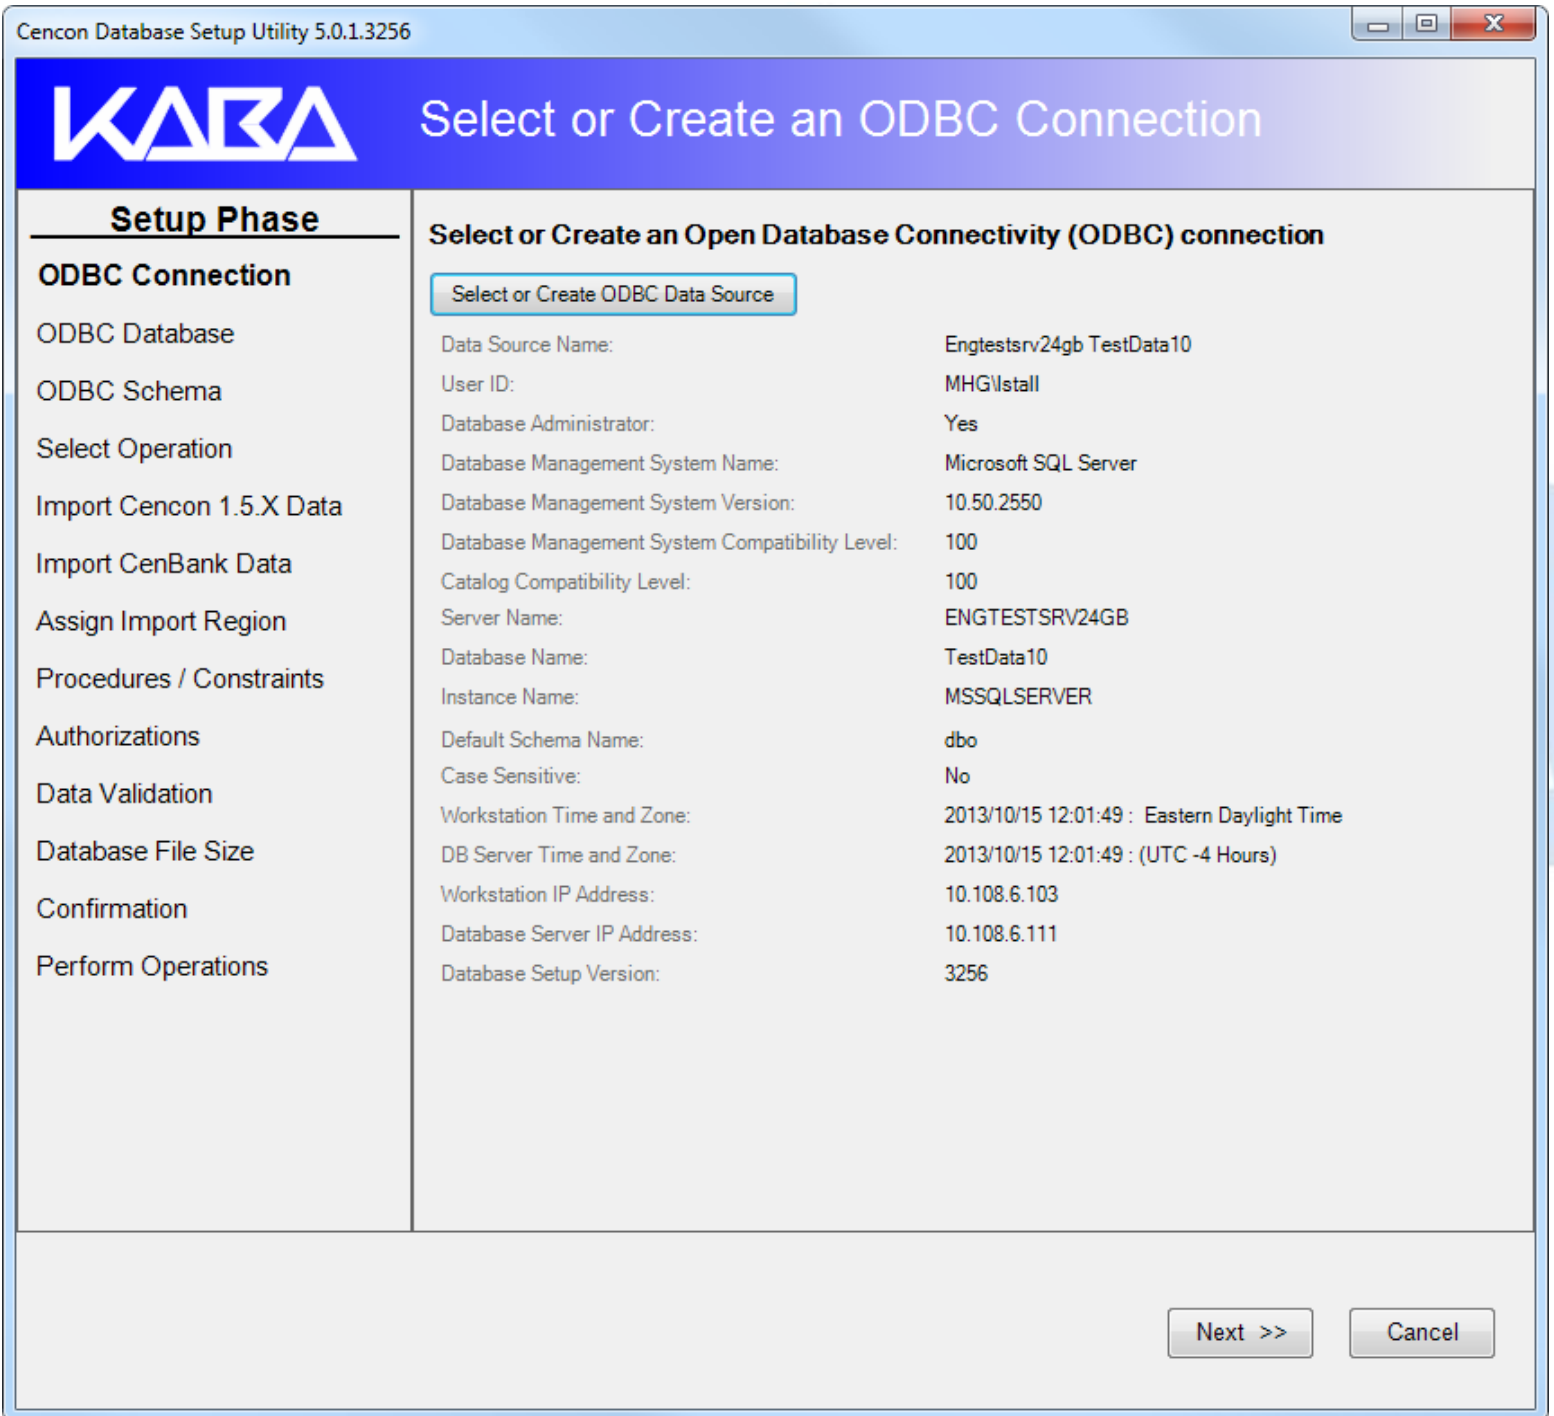 Cencon Database Setup Utility 5.0.1.3256
KABA
Select or Create an ODBC Connection
Setup Phase
ODBC Connection
ODBC Database
ODBC Schema
Select Operation
Import Cencon 1.5.X Data
Import CenBank Data
Assign Import Region
Procedures / Constraints
Authorizations
Data Validation
Database File Size
Confirmation
Perform Operations
Select or Create an Open Database Connectivity (ODBC) connection
Select or Create ODBC Data Source
Data Source Name: Engtestsrv24gb TestData10
User ID: MHG\lstall
Database Administrator: Yes
Database Management System Name: Microsoft SQL Server
Database Management System Version: 10.50.2550
Database Management System Compatibility Level: 100
Catalog Compatibility Level: 100
Server Name: ENGTESTSRV24GB
Database Name: TestData10
Instance Name: MSSQLSERVER
Default Schema Name: dbo
Case Sensitive: No
Workstation Time and Zone: 2013/10/15 12:01:49 : Eastern Daylight Time
DB Server Time and Zone: 2013/10/15 12:01:49 : (UTC -4 Hours)
Workstation IP Address: 10.108.6.103
Database Server IP Address: 10.108.6.111
Database Setup Version: 3256
Next >>
Cancel